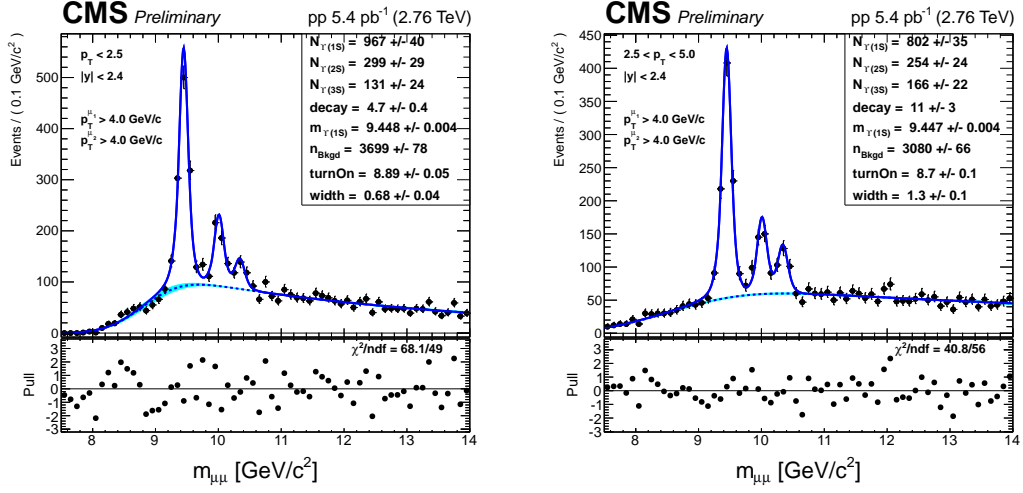 CMS Preliminary pp 5.4 pb⁻¹ (2.76 TeV)
p_T < 2.5
|y| < 2.4
p_T^μ¹ > 4.0 GeV/c
p_T^μ² > 4.0 GeV/c
N_ϒ(1S) = 967 +/- 40
N_ϒ(2S) = 299 +/- 29
N_ϒ(3S) = 131 +/- 24
decay = 4.7 +/- 0.4
m_ϒ(1S) = 9.448 +/- 0.004
n_Bkgd = 3699 +/- 78
turnOn = 8.89 +/- 0.05
width = 0.68 +/- 0.04
Events / ( 0.1 GeV/c² )
500
400
300
200
100
0
χ²/ndf = 68.1/49
Pull
3
2
1
0
-1
-2
-3
8 9 10 11 12 13 14
m_μμ [GeV/c²]
CMS Preliminary pp 5.4 pb⁻¹ (2.76 TeV)
2.5 < p_T < 5.0
|y| < 2.4
p_T^μ¹ > 4.0 GeV/c
p_T^μ² > 4.0 GeV/c
N_ϒ(1S) = 802 +/- 35
N_ϒ(2S) = 254 +/- 24
N_ϒ(3S) = 166 +/- 22
decay = 11 +/- 3
m_ϒ(1S) = 9.447 +/- 0.004
n_Bkgd = 3080 +/- 66
turnOn = 8.7 +/- 0.1
width = 1.3 +/- 0.1
Events / ( 0.1 GeV/c² )
450
400
350
300
250
200
150
100
50
0
χ²/ndf = 40.8/56
Pull
3
2
1
0
-1
-2
-3
8 9 10 11 12 13 14
m_μμ [GeV/c²]